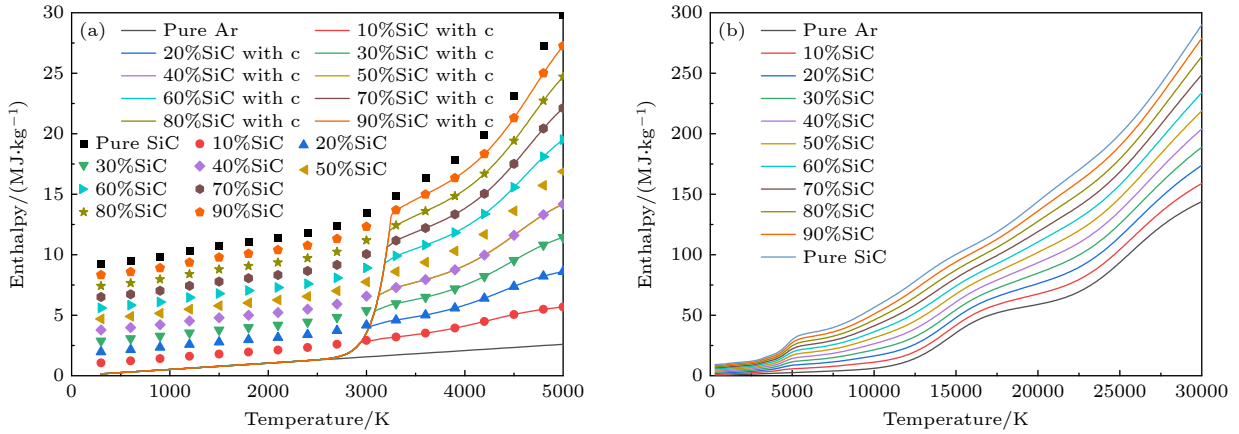 (a)
Pure Ar 10%SiC with c
20%SiC with c 30%SiC with c
40%SiC with c 50%SiC with c
60%SiC with c 70%SiC with c
80%SiC with c 90%SiC with c
Pure SiC 10%SiC 20%SiC
30%SiC 40%SiC 50%SiC
60%SiC 70%SiC
80%SiC 90%SiC
30
25
20
15
10
5
0
0 1000 2000 3000 4000 5000
Temperature/K
Enthalpy/(MJ·kg⁻¹)
(b)
Pure Ar
10%SiC
20%SiC
30%SiC
40%SiC
50%SiC
60%SiC
70%SiC
80%SiC
90%SiC
Pure SiC
300
250
200
150
100
50
0
0 5000 10000 15000 20000 25000 30000
Temperature/K
Enthalpy/(MJ·kg⁻¹)